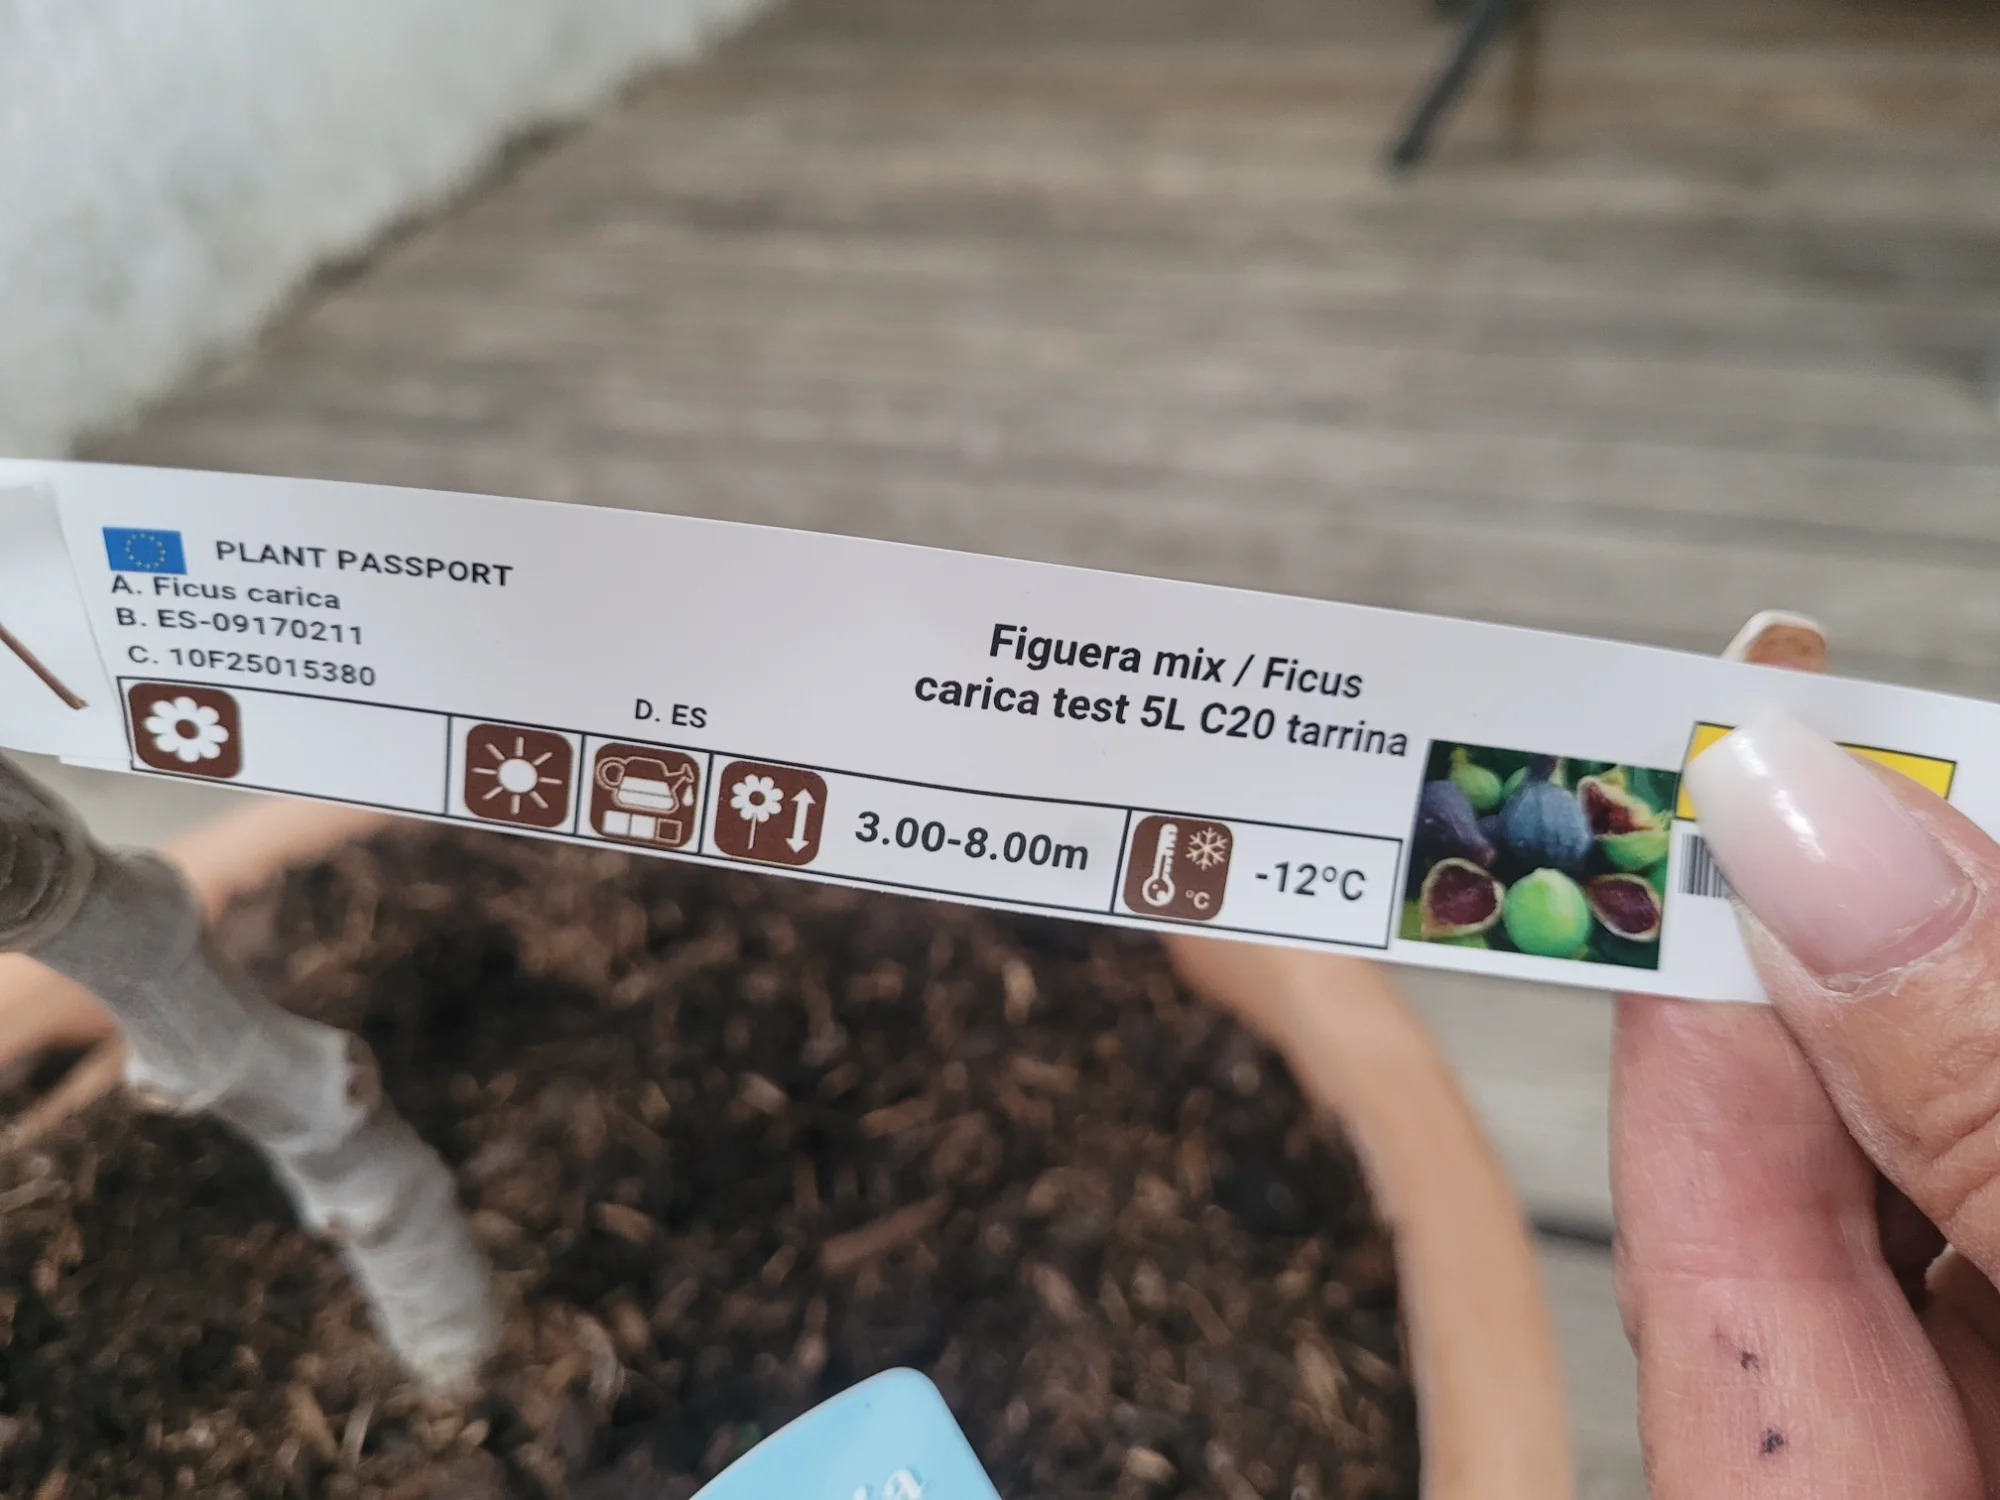 PLANT PASSPORT
A. Ficus carica
B. ES-09170211
C. 10F25015380
D. ES
Figuera mix / Ficus
carica test 5L C20 tarrina
3.00-8.00m
°C
-12°C